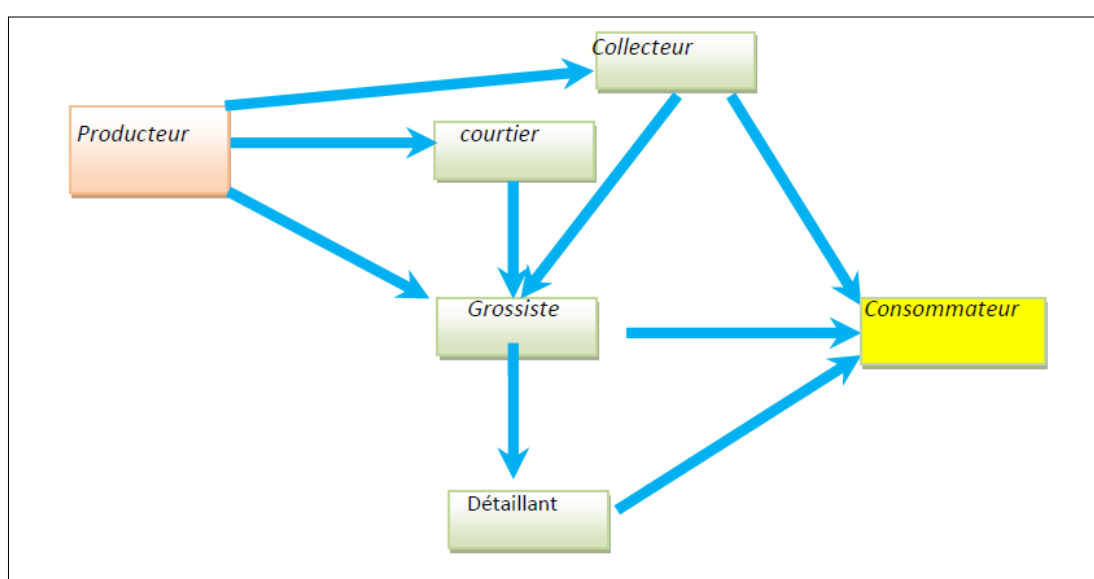 Collecteur
Producteur
courtier
Grossiste
Consommateur
Détaillant